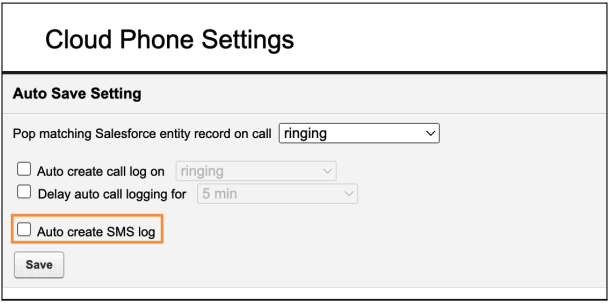 Cloud Phone Settings
Auto Save Setting
Pop matching Salesforce entity record on call ringing
Auto create call log on ringing
Delay auto call logging for 5 min
Auto create SMS log
Save